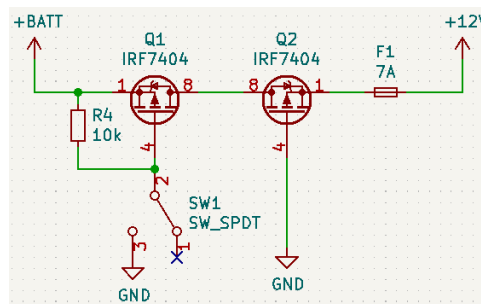 +BATT
Q1
IRF7404
Q2
IRF7404
F1
7A
+12V
1
8
8
1
R4
10k
4
4
2
SW1
SW_SPDT
3
1
GND
GND